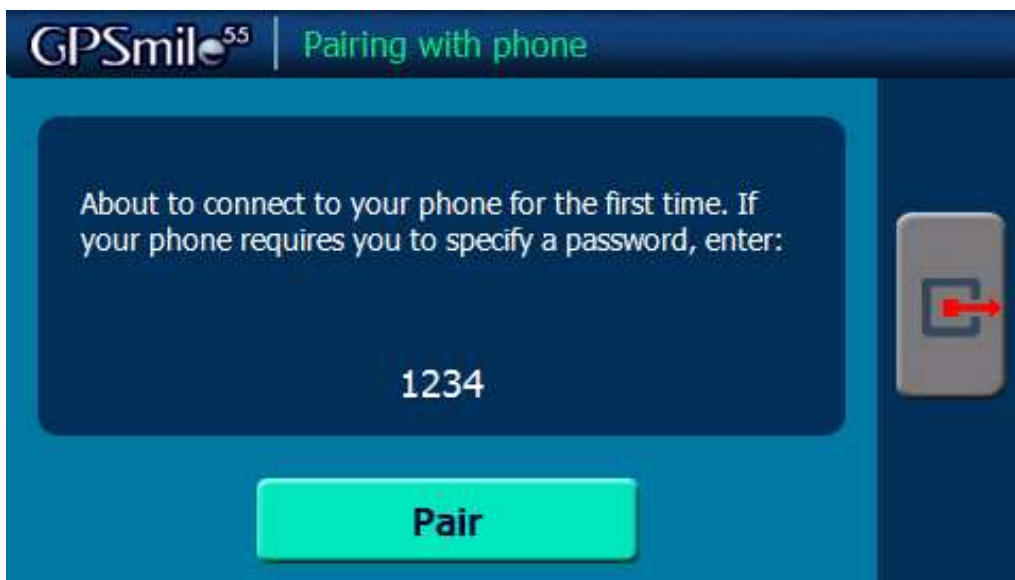 GPSmile55 Pairing with phone
About to connect to your phone for the first time. If
your phone requires you to specify a password, enter:
1234
Pair